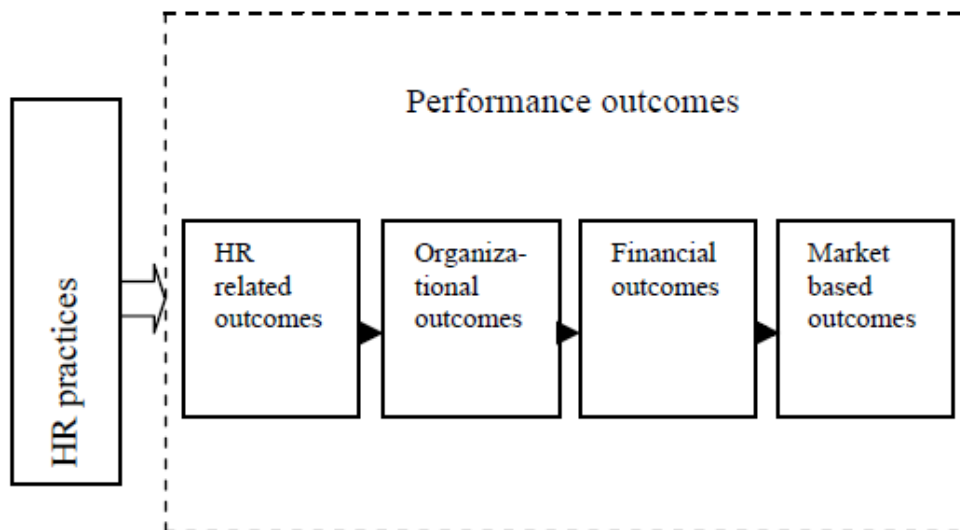 HR practices
Performance outcomes
HR
related
outcomes
Organiza-
tional
outcomes
Financial
outcomes
Market
based
outcomes